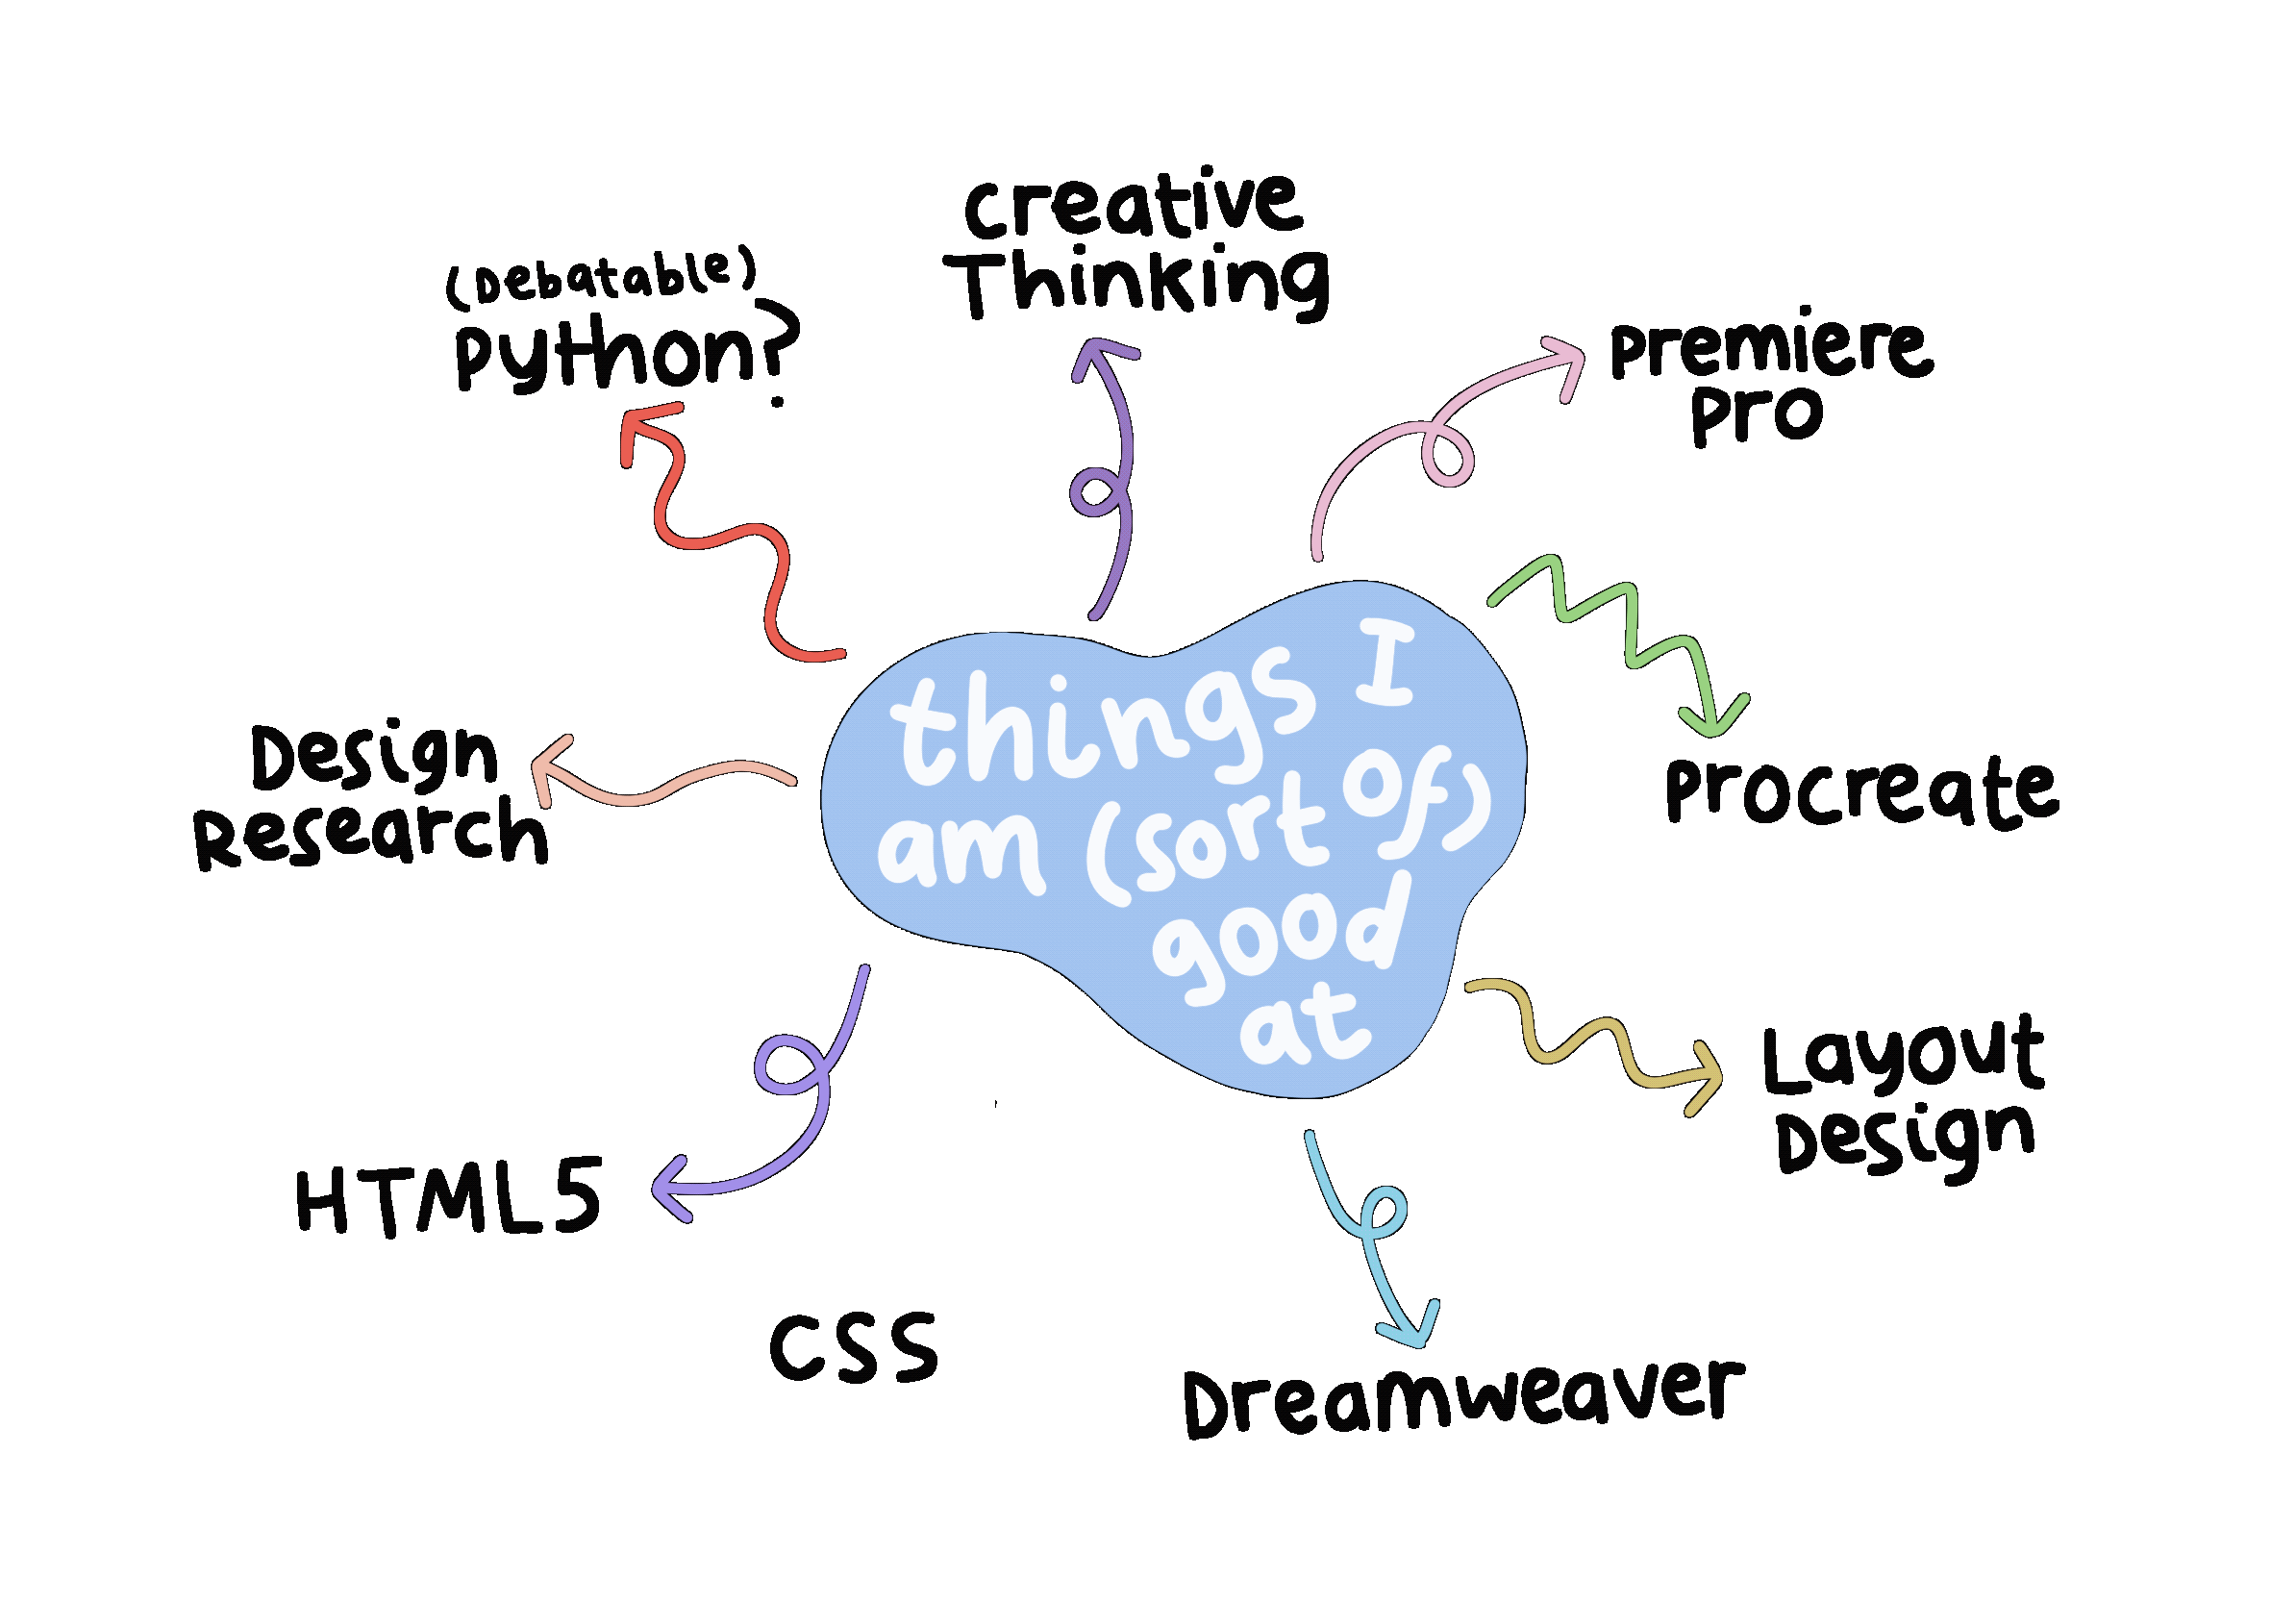 things I
am (sort of)
good
at
creative
Thinking
Premiere
Pro
Procreate
Layout
Design
Dreamweaver
CSS
HTML5
Design
Research
(Debatable)
Python?